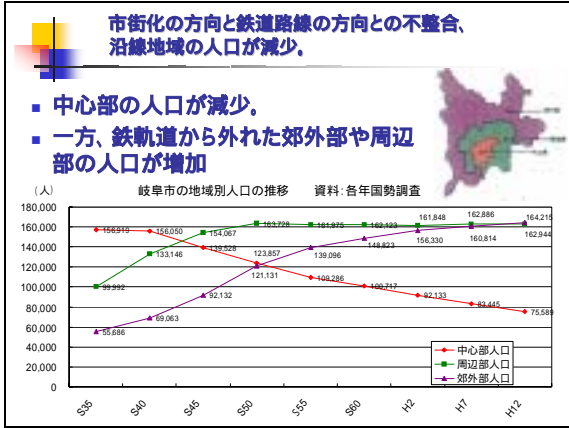 市街化の方向と鉄道路線の方向との不整合、
沿線地域の人口が減少。
中心部の人口が減少。
一方、鉄軌道から外れた郊外部や周辺
部の人口が増加
（人）
岐阜市の地域別人口の推移　資料：各年国勢調査
180,000
160,000
140,000
120,000
100,000
80,000
60,000
40,000
20,000
0
156,919
156,050
139,528
123,857
109,286
100,717
92,133
83,445
75,589
99,992
133,146
154,067
163,728
161,975
162,123
161,848
162,886
164,215
55,686
69,063
92,132
121,131
139,096
148,823
156,330
160,814
162,944
中心部人口
周辺部人口
郊外部人口
S35
S40
S45
S50
S55
S60
H2
H7
H12